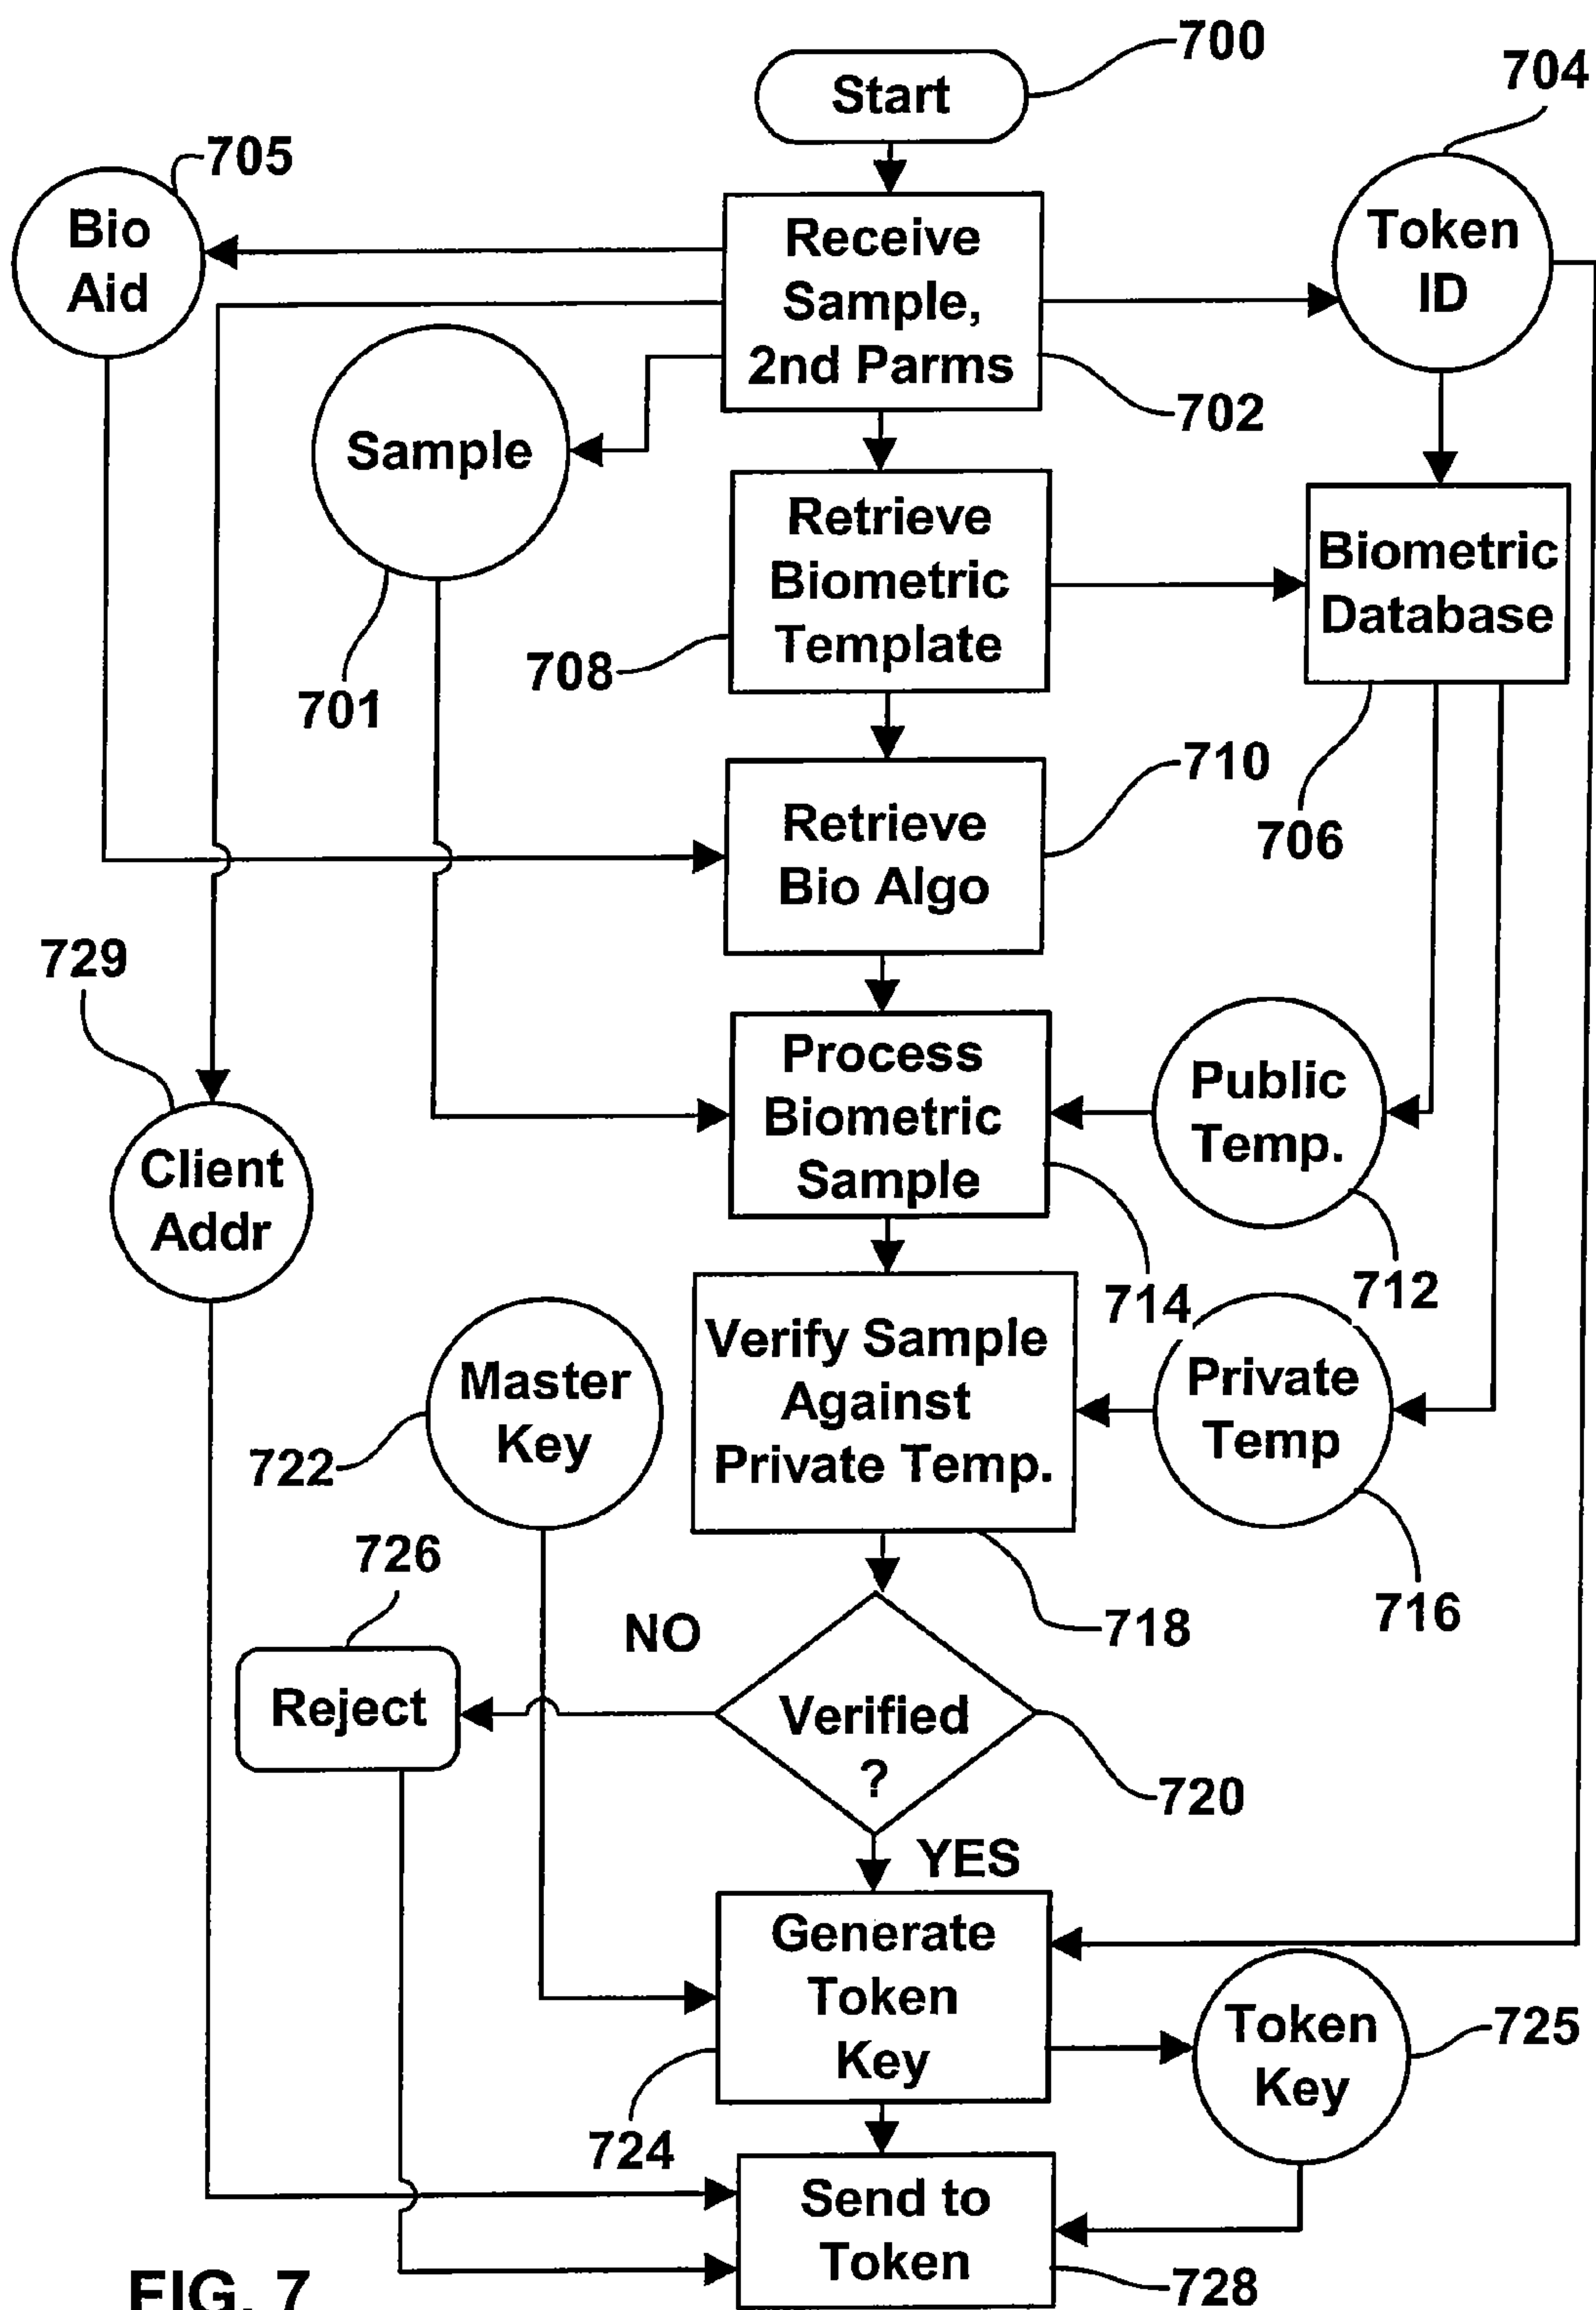 700
Start
704
705
Bio
Aid
Receive
Sample,
2nd Parms
Token
ID
702
Sample
701
Retrieve
Biometric
Template
708
Biometric
Database
706
710
Retrieve
Bio Algo
729
Client
Addr
Process
Biometric
Sample
714
Public
Temp.
712
Master
Key
722
Verify Sample
Against
Private Temp.
Private
Temp
716
718
726
NO
Reject
Verified
?
720
YES
Generate
Token
Key
724
Token
Key
725
Send to
Token
728
FIG. 7